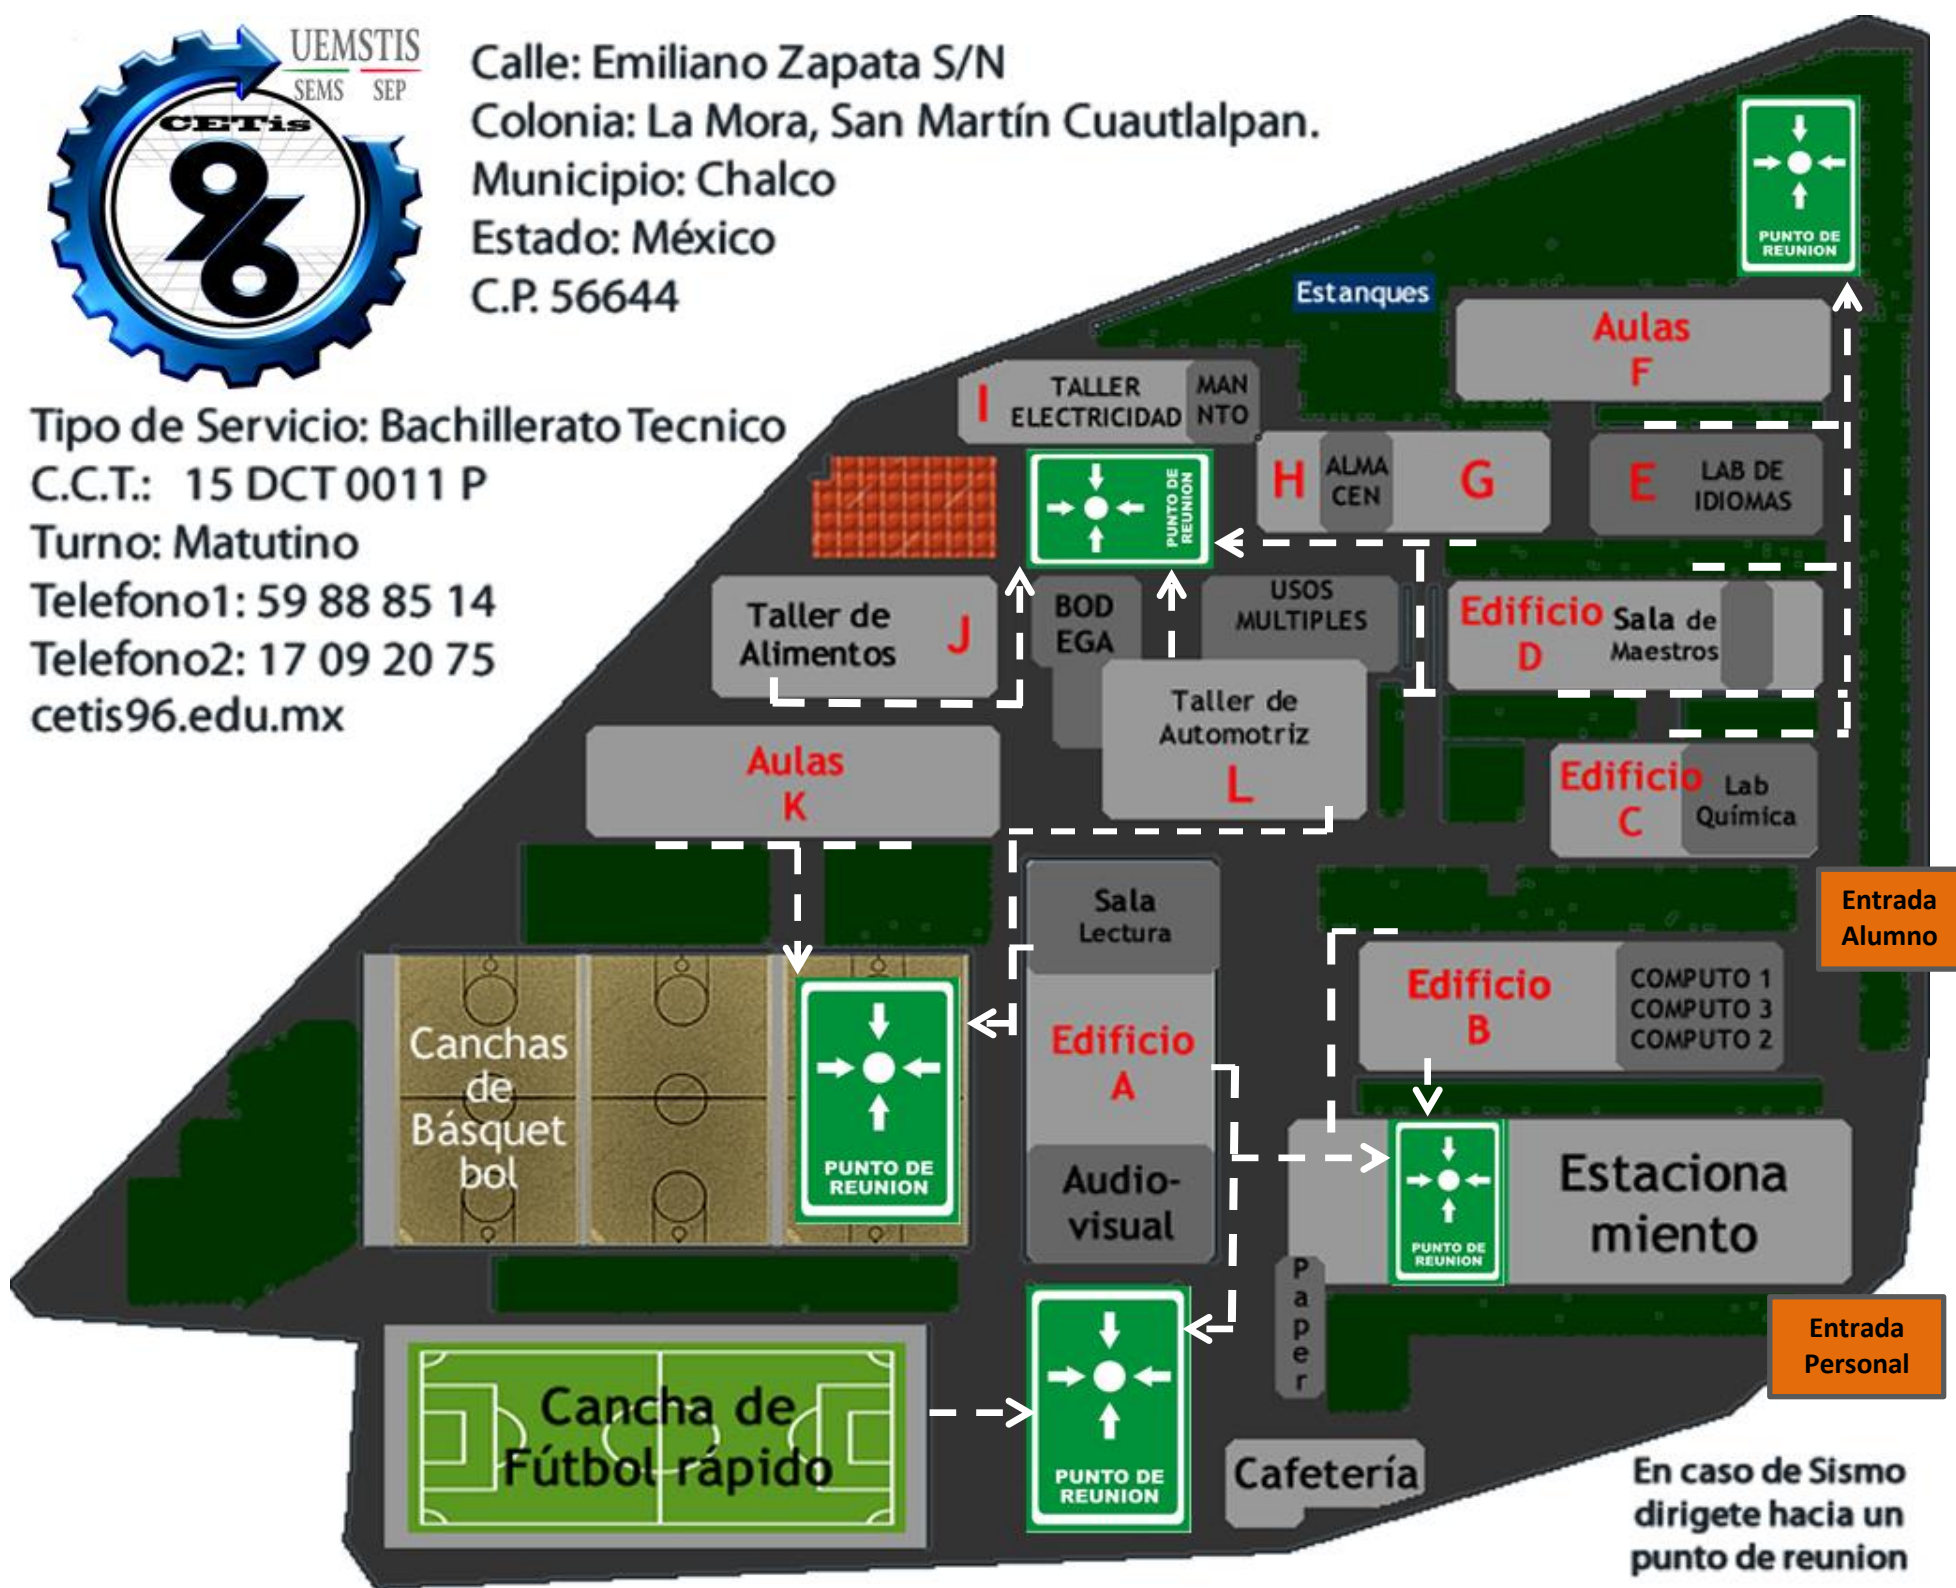 UEMSTIS
SEMS SEP
CETis
96
Calle: Emiliano Zapata S/N
Colonia: La Mora, San Martín Cuautlalpan.
Municipio: Chalco
Estado: México
C.P. 56644
Tipo de Servicio: Bachillerato Tecnico
C.C.T.: 15 DCT 0011 P
Turno: Matutino
Telefono1: 59 88 85 14
Telefono2: 17 09 20 75
cetis96.edu.mx
PUNTO DE
REUNION
Estanques
Aulas
F
I
TALLER
ELECTRICIDAD
MAN
NTO
H
ALMA
CEN
G
E
LAB DE
IDIOMAS
PUNTO DE
REUNION
Taller de
Alimentos
J
BOD
EGA
USOS
MULTIPLES
Edificio
D
Sala de
Maestros
Taller de
Automotriz
L
Aulas
K
Edificio
C
Lab
Química
Sala
Lectura
Entrada
Alumno
Edificio
B
COMPUTO 1
COMPUTO 3
COMPUTO 2
Canchas
de
Básquet
bol
PUNTO DE
REUNION
Edificio
A
Audio-
visual
PUNTO DE
REUNION
Estaciona
miento
P
a
p
e
r
Entrada
Personal
Cancha de
Fútbol rápido
PUNTO DE
REUNION
Cafetería
En caso de Sismo
dirigete hacia un
punto de reunion